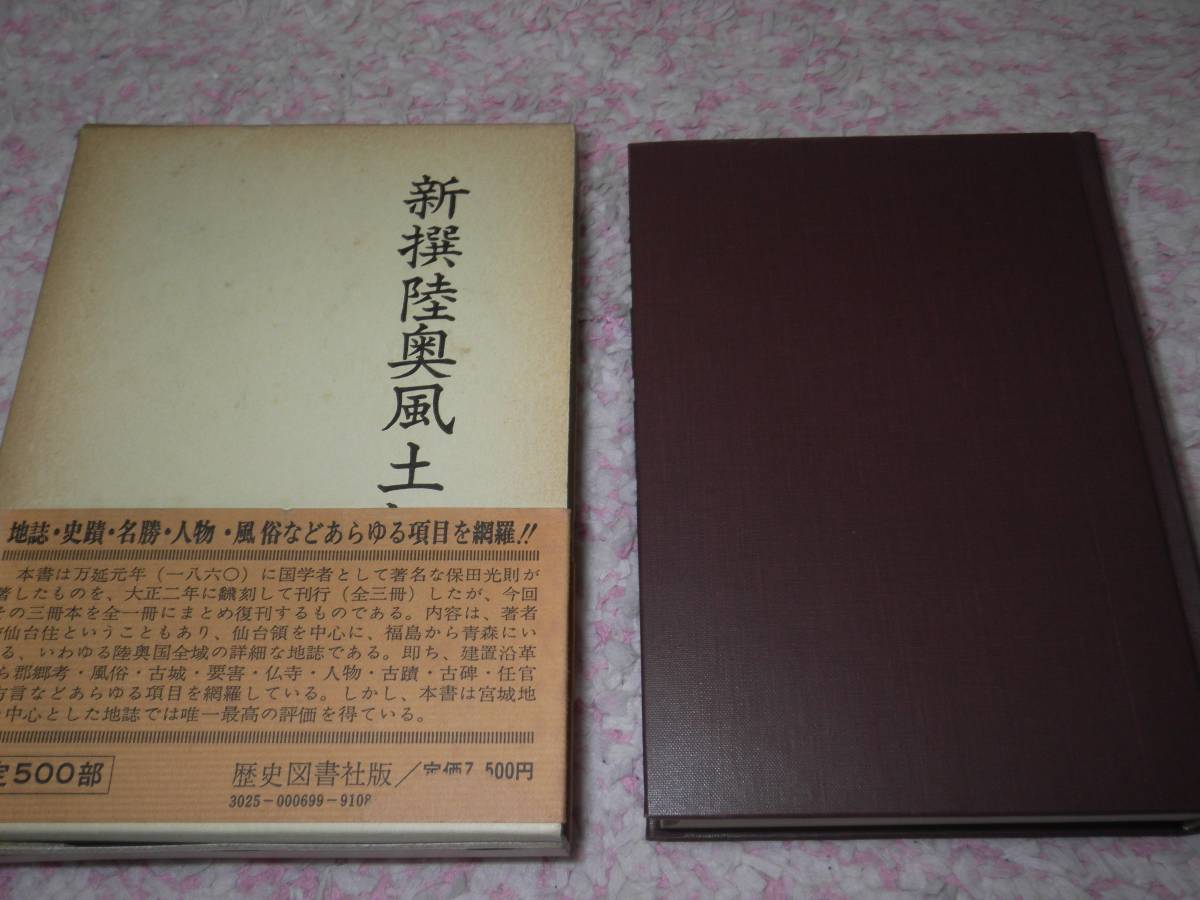 新撰陸奥風土
地誌・史蹟・名勝・人物・風俗などあらゆる項目を網羅!!
本書は万延元年(一八六〇)に国学者として著名な保田光則が
著したものを、大正二年に翻刻して刊行(全三冊)したが、今回
その三冊本を全一冊にまとめ復刊するものである。内容は、著者
仙台住ということもあり、仙台領を中心に、福島から青森にい
る、いわゆる陸奥国全域の詳細な地誌である。即ち、建置沿革
ら郡郷考・風俗・古城・要害・仏寺・人物・古蹟・古碑・任官
方言などあらゆる項目を網羅している。しかし、本書は宮城地
中心とした地誌では唯一最高の評価を得ている。
定500部
歴史図書社版/定価7,500円
3025-000699-910